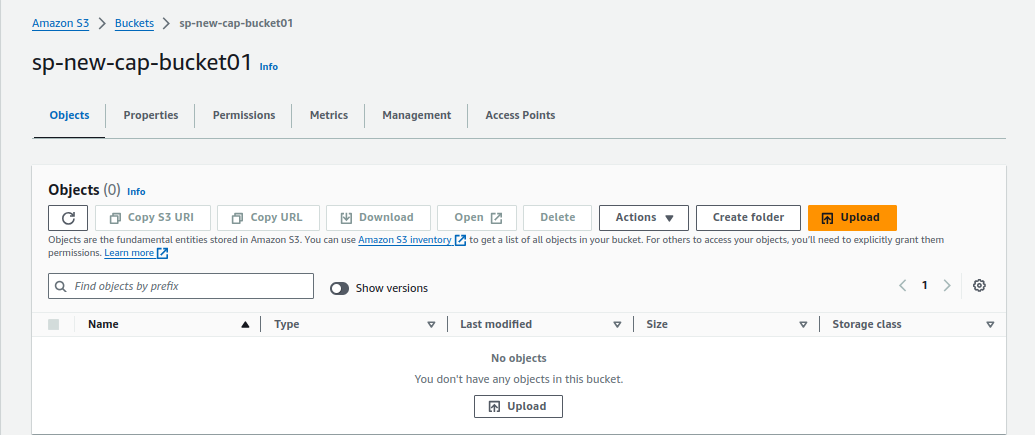 Amazon S3 > Buckets > sp-new-cap-bucket01
sp-new-cap-bucket01 Info
Objects Properties Permissions Metrics Management Access Points
Objects (0) Info
Copy S3 URI Copy URL Download Open Delete Actions Create folder Upload
Objects are the fundamental entities stored in Amazon S3. You can use Amazon S3 inventory to get a list of all objects in your bucket. For others to access your objects, you'll need to explicitly grant them
permissions. Learn more
Find objects by prefix Show versions 1
Name Type Last modified Size Storage class
No objects
You don't have any objects in this bucket.
Upload